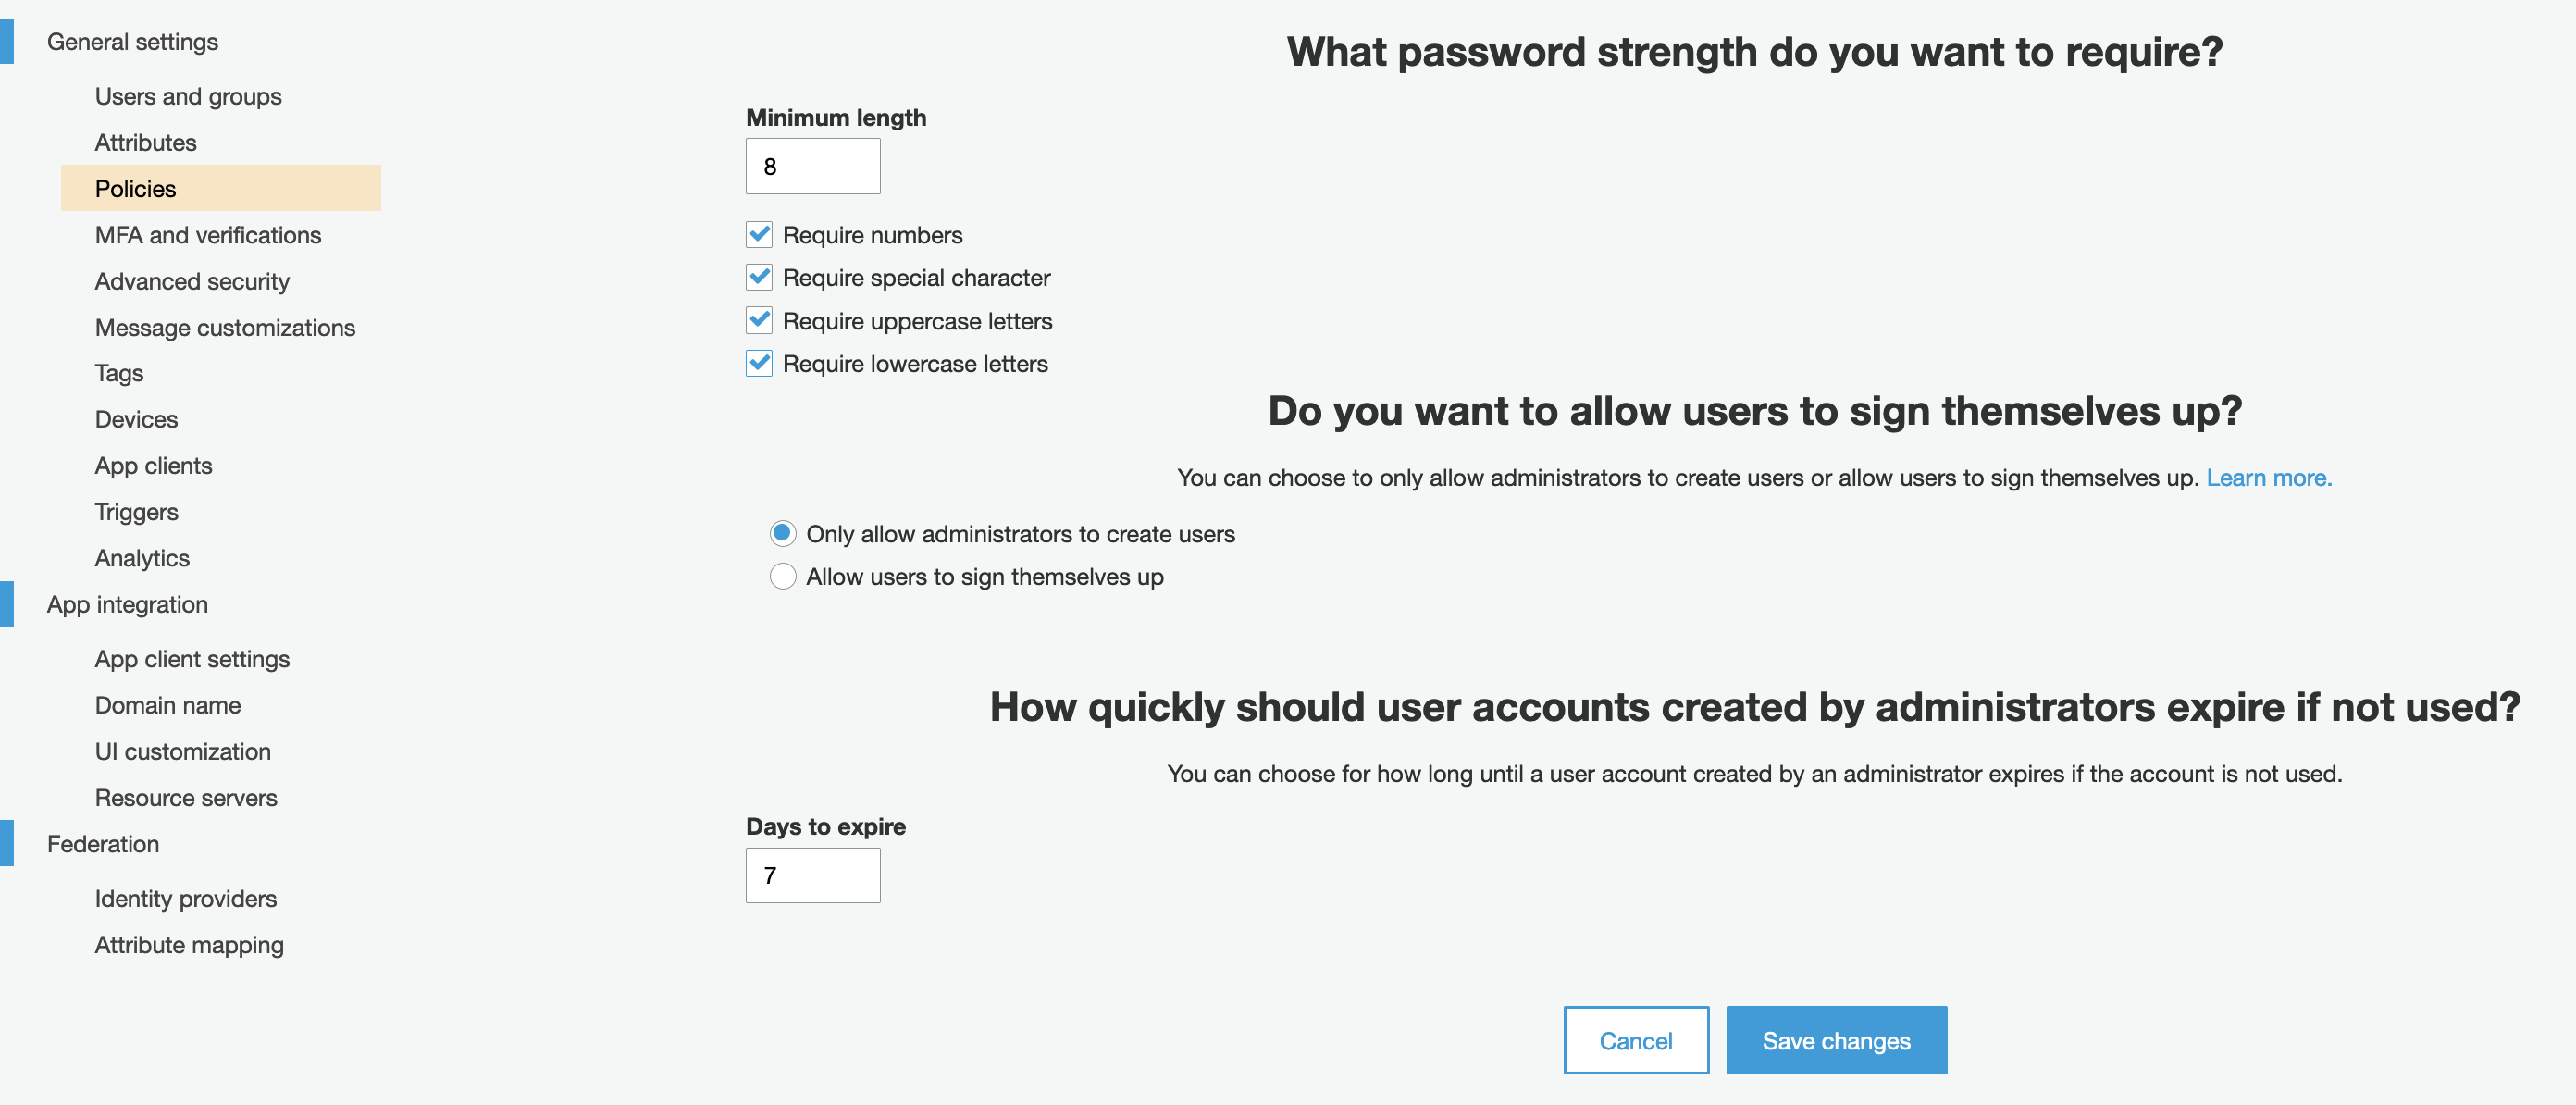 General settings
Users and groups
Attributes
Policies
MFA and verifications
Advanced security
Message customizations
Tags
Devices
App clients
Triggers
Analytics
App integration
App client settings
Domain name
UI customization
Resource servers
Federation
Identity providers
Attribute mapping
What password strength do you want to require?
Minimum length
8
Require numbers
Require special character
Require uppercase letters
Require lowercase letters
Do you want to allow users to sign themselves up?
You can choose to only allow administrators to create users or allow users to sign themselves up. Learn more.
Only allow administrators to create users
Allow users to sign themselves up
How quickly should user accounts created by administrators expire if not used?
You can choose for how long until a user account created by an administrator expires if the account is not used.
Days to expire
7
Cancel
Save changes